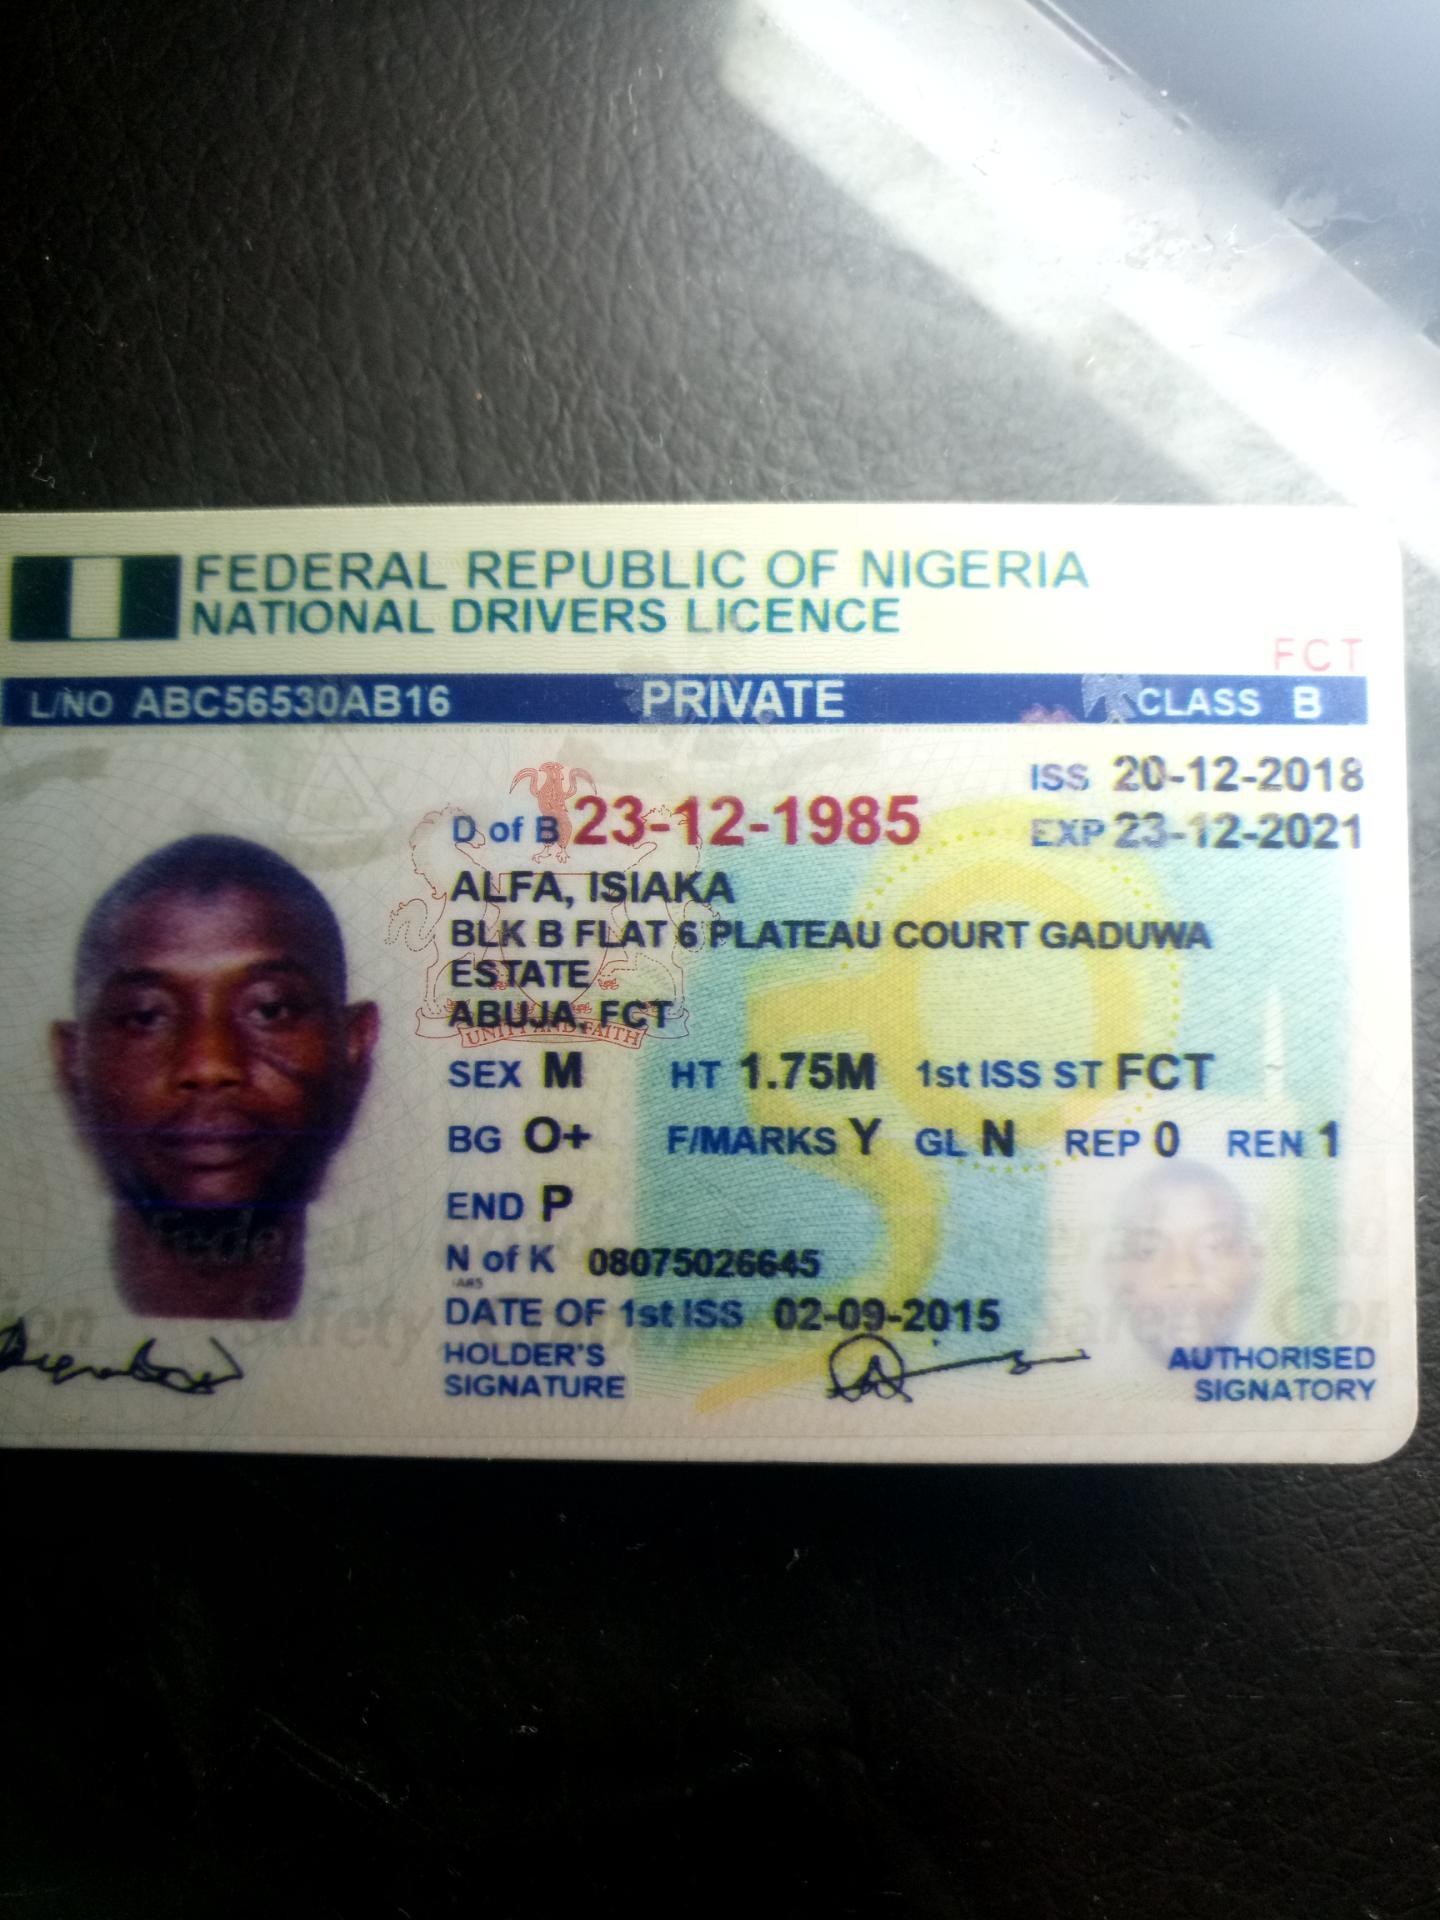 FEDERAL REPUBLIC OF NIGERIA
NATIONAL DRIVERS LICENCE
FCT
L/NO ABC56530AB16 PRIVATE CLASS B
ISS 20-12-2018
D of B 23-12-1985 EXP 23-12-2021
ALFA, ISIAKA
BLK B FLAT 6 PLATEAU COURT GADUWA
ESTATE
ABUJA, FCT
UNITY AND FAITH
SEX M HT 1.75M 1st ISS ST FCT
BG O+ F/MARKS Y GL N REP 0 REN 1
END P
N of K 08075026645
DATE OF 1st ISS 02-09-2015
HOLDER'S
SIGNATURE
AUTHORISED
SIGNATORY
Federal
Safety